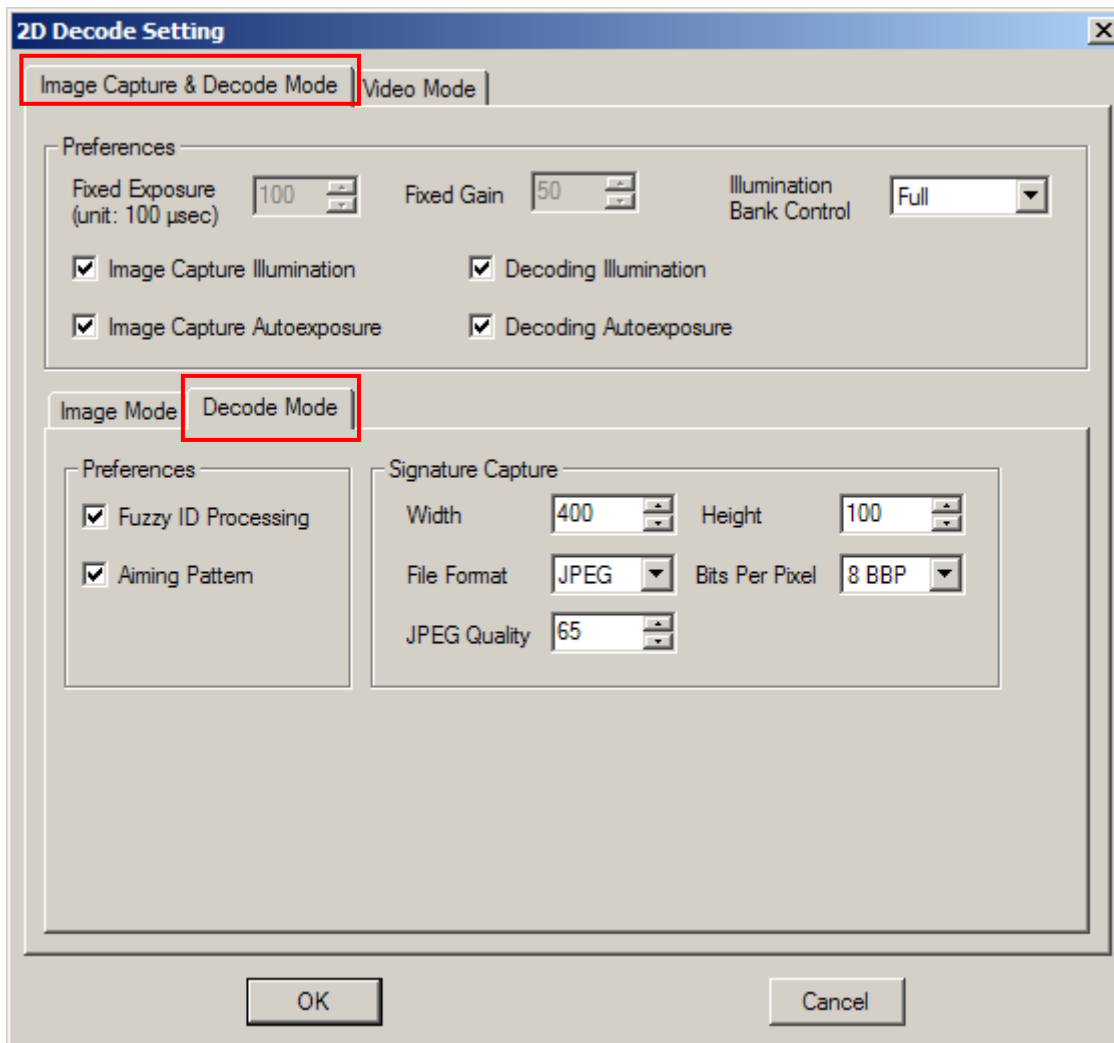 2D Decode Setting
Image Capture & Decode Mode Video Mode
Preferences
Fixed Exposure
(unit: 100 µsec) 100 Fixed Gain 50 Illumination
Bank Control Full
Image Capture Illumination Decoding Illumination
Image Capture Autoexposure Decoding Autoexposure
Image Mode Decode Mode
Preferences Signature Capture
Fuzzy ID Processing Width 400 Height 100
Aiming Pattern File Format JPEG Bits Per Pixel 8 BBP
JPEG Quality 65
OK Cancel